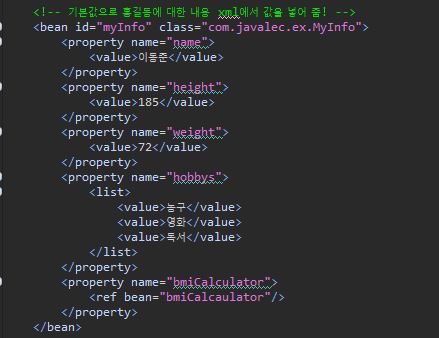 <!-- 기본값으로 홍길동에 대한 내용 xml에서 값을 넣어 줌! -->
<bean id="myInfo" class="com.javalec.ex.MyInfo">
<property name="name">
<value>이동준</value>
</property>
<property name="height">
<value>185</value>
</property>
<property name="weight">
<value>72</value>
</property>
<property name="hobbys">
<list>
<value>농구</value>
<value>영화</value>
<value>독서</value>
</list>
</property>
<property name="bmiCalculator">
<ref bean="bmiCalcaulator"/>
</property>
</bean>